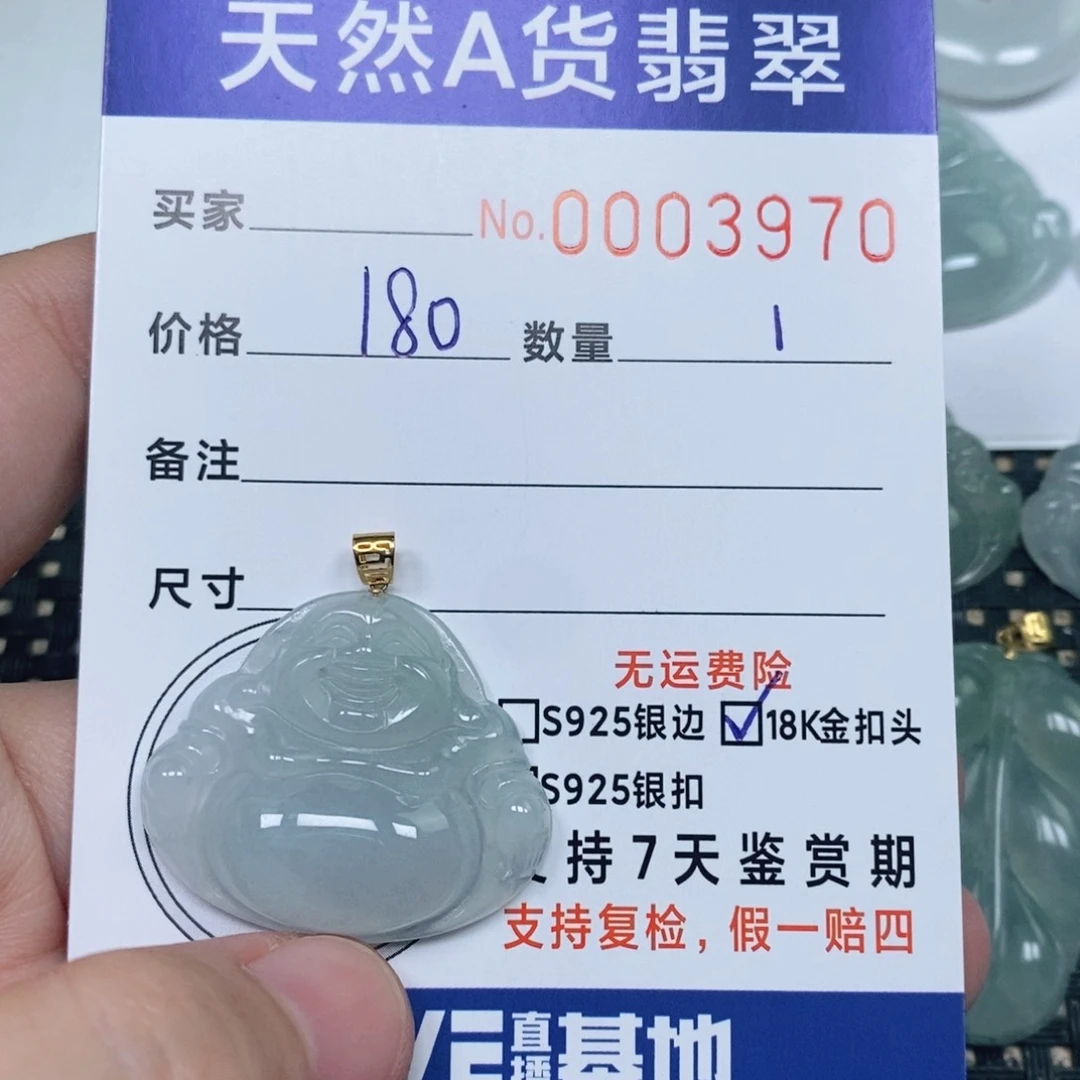 天然A货翡翠
买家 No.0003970
价格 180 数量 1
备注
尺寸
无运费险
S925银边 18K金扣头
S925银扣
持7天鉴赏期
支持复检，假一赔四
VE直播基地